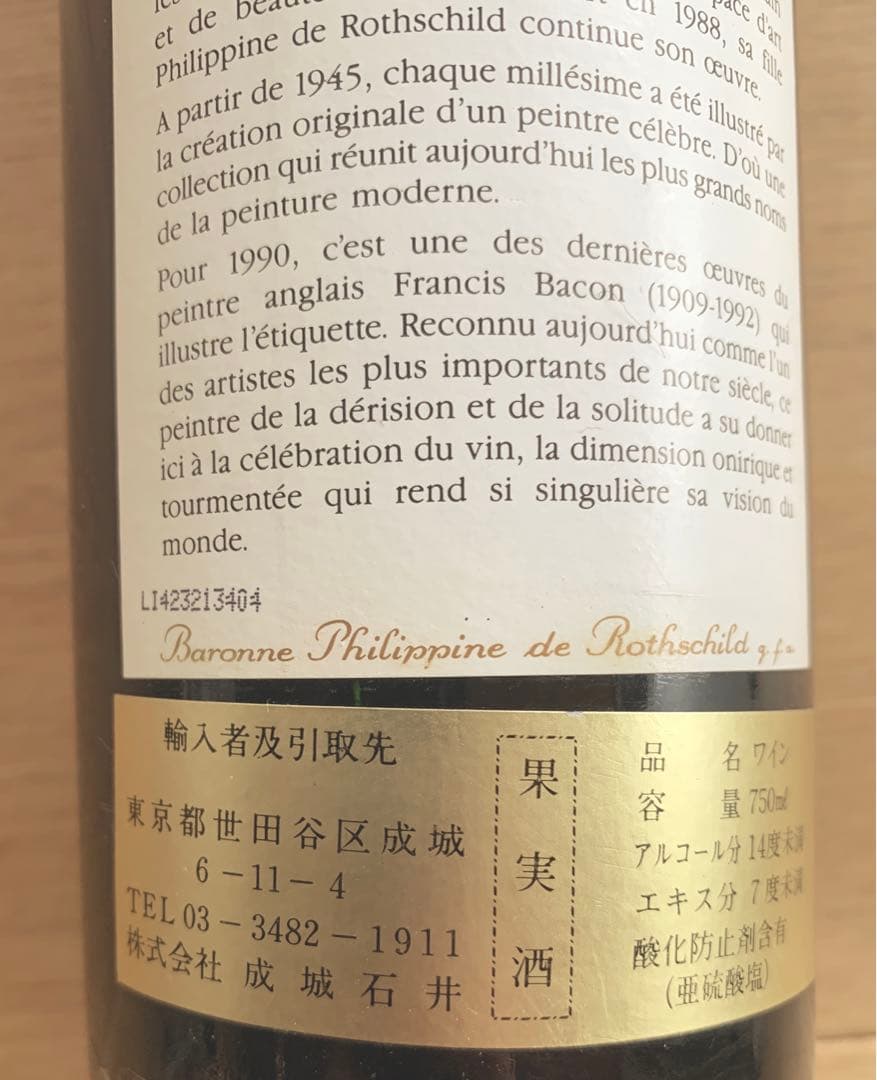 et de beauté
en 1988, sa fille
Philippine de Rothschild continue son œuvre.
A partir de 1945, chaque millésime a été illustré par
la création originale d'un peintre célèbre. D'où une
collection qui réunit aujourd'hui les plus grands noms
de la peinture moderne.
Pour 1990, c'est une des dernières œuvres du
peintre anglais Francis Bacon (1909-1992) qui
illustre l'étiquette. Reconnu aujourd'hui comme l'un
des artistes les plus importants de notre siècle, ce
peintre de la dérision et de la solitude a su donner
ici à la célébration du vin, la dimension onirique et
tourmentée qui rend si singulière sa vision du
monde.
LI423213404
Baronne Philippine de Rothschild g.f.a.
輸入者及引取先
東京都世田谷区成城
6-11-4
TEL 03-3482-1911
株式会社 成城石井
果実酒
品名 ワイン
容量 750ml
アルコール分 14度未満
エキス分 7度未満
酸化防止剤含有
(亜硫酸塩)